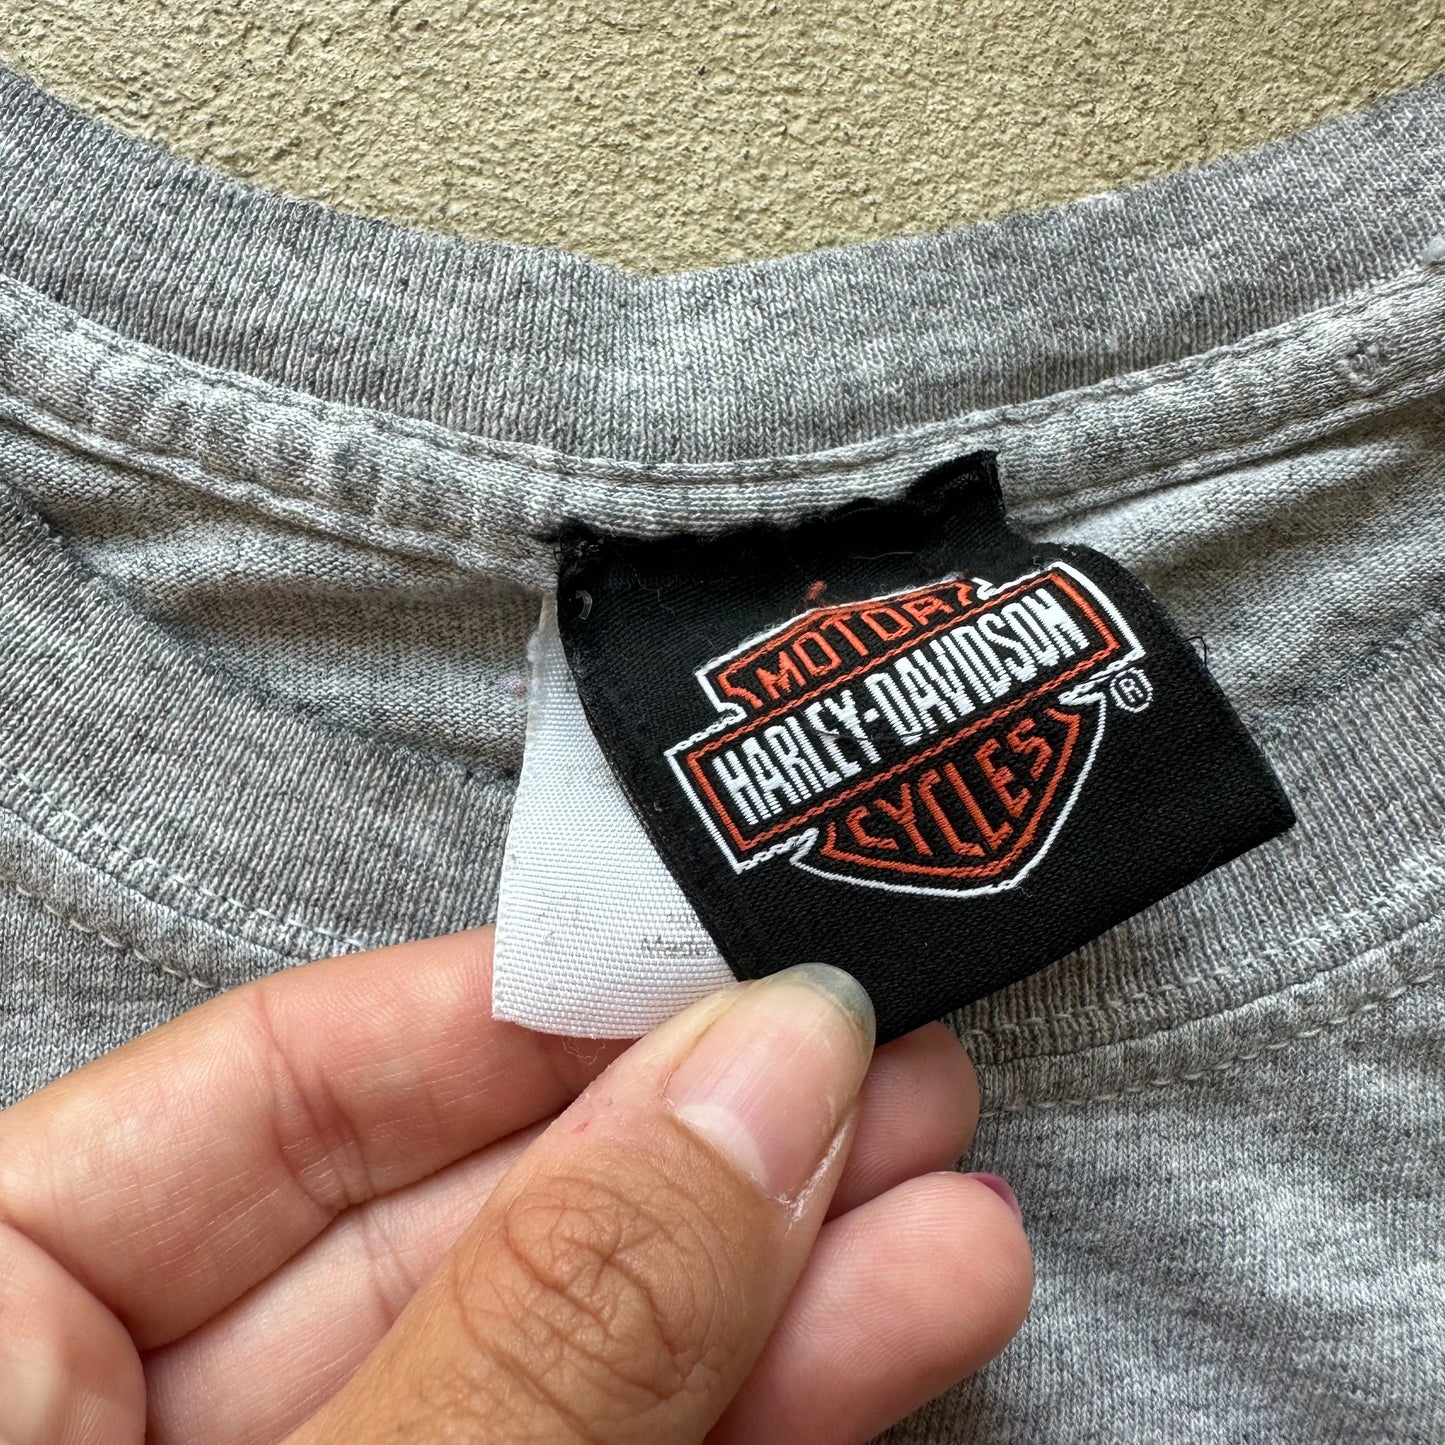 MOTOR
HARLEY-DAVIDSON
CYCLES
®